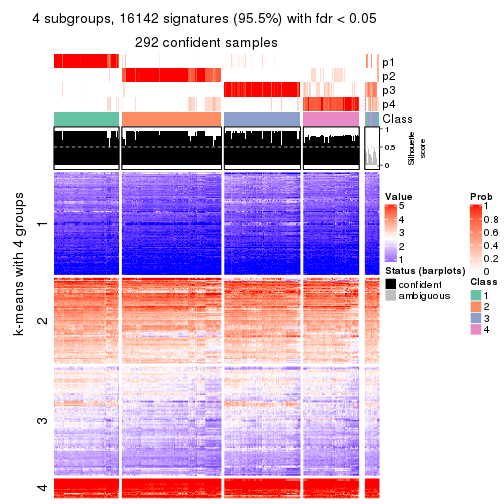 4 subgroups, 16142 signatures (95.5%) with fdr < 0.05
292 confident samples
p1
p2
p3
p4
Class
1
0.5
0
Silhouette
score
k-means with 4 groups
1
2
3
4
Value
5
4
3
2
1
Status (barplots)
confident
ambiguous
Prob
1
0.8
0.6
0.4
0.2
0
Class
1
2
3
4